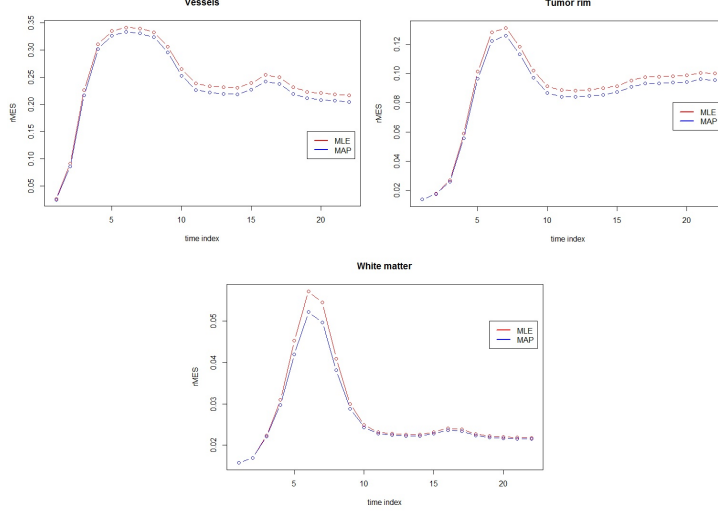 Vessels
rMES
0.05 0.10 0.15 0.20 0.25 0.30 0.35
MLE
MAP
5 10 15 20
time index
Tumor rim
rMES
0.02 0.04 0.06 0.08 0.10 0.12
MLE
MAP
5 10 15 20
time index
White matter
rMES
0.02 0.03 0.04 0.05
MLE
MAP
5 10 15 20
time index